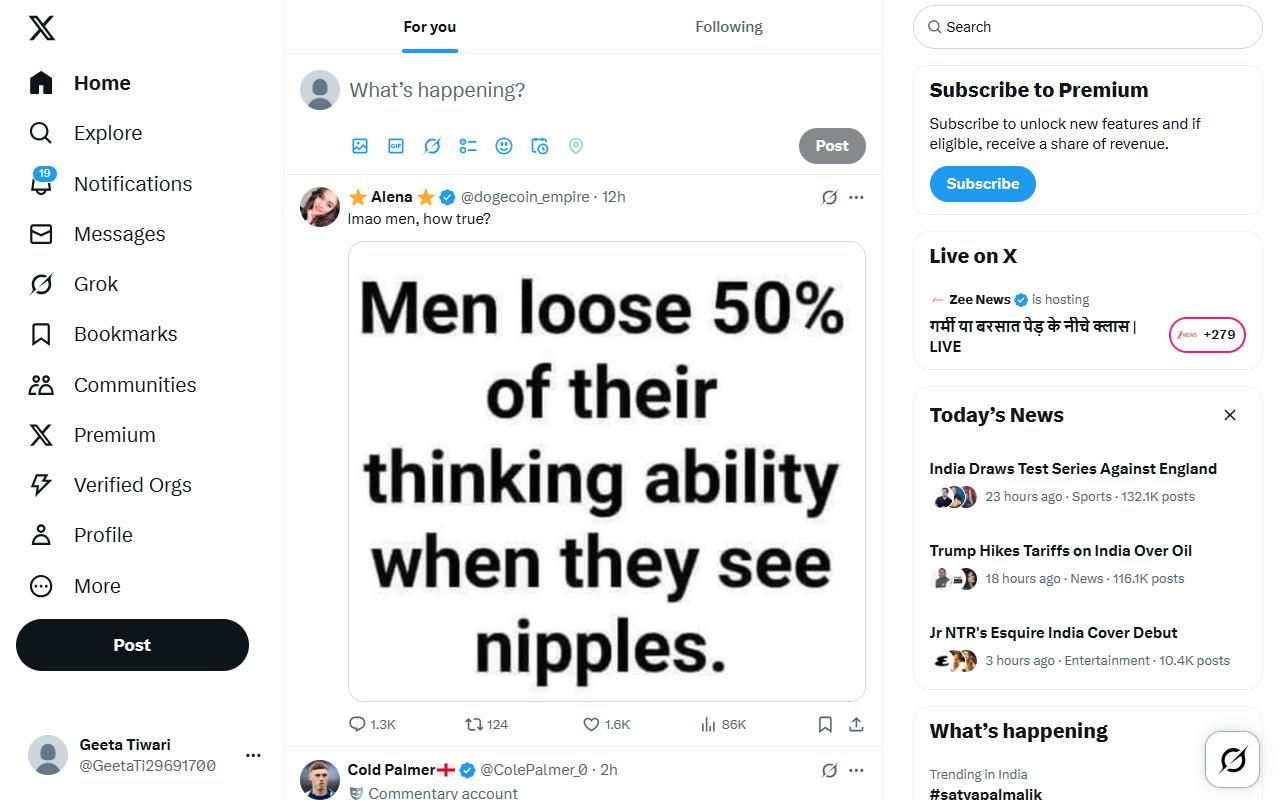 Home
Explore
19
Notifications
Messages
Grok
Bookmarks
Communities
Premium
Verified Orgs
Profile
More
Post
Geeta Tiwari
@GeetaTi29691700
For you
Following
What's happening?
GIF
Post
Alena
@dogecoin_empire · 12h
lmao men, how true?
Men loose 50%
of their
thinking ability
when they see
nipples.
1.3K
124
1.6K
86K
Cold Palmer
@ColePalmer_0 · 2h
Commentary account
Search
Subscribe to Premium
Subscribe to unlock new features and if
eligible, receive a share of revenue.
Subscribe
Live on X
Zee News is hosting
गर्मी या बरसात पेड़ के नीचे क्लास |
LIVE
Z NEWS +279
Today's News
India Draws Test Series Against England
23 hours ago · Sports · 132.1K posts
Trump Hikes Tariffs on India Over Oil
18 hours ago · News · 116.1K posts
Jr NTR's Esquire India Cover Debut
3 hours ago · Entertainment · 10.4K posts
What's happening
Trending in India
#satyapalmalik